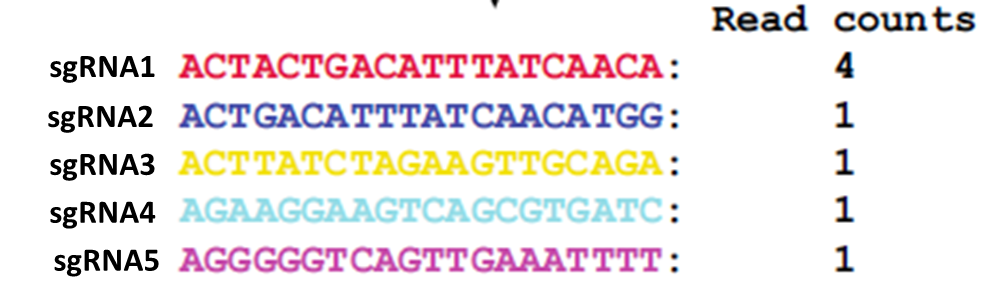 Read counts
sgRNA1 ACTACTGACATTTATCAACA: 4
sgRNA2 ACTGACATTTATCAACATGG: 1
sgRNA3 ACTTATCTAGAAGTTGCAGA: 1
sgRNA4 AGAAGGAAGTCAGCGTGATC: 1
sgRNA5 AGGGGGTCAGTTGAAATTTT: 1